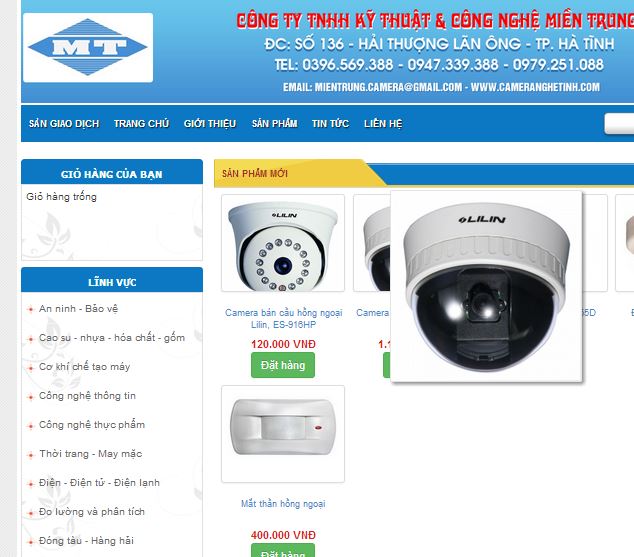 MT
CÔNG TY TNHH KỸ THUẬT & CÔNG NGHỆ MIỀN TRUNG
ĐC: SỐ 136 - HẢI THƯỢNG LÃN ÔNG - TP. HÀ TĨNH
TEL: 0396.569.388 - 0947.339.388 - 0979.251.088
EMAIL: MIENTRUNG.CAMERA@GMAIL.COM - WWW.CAMERANGHETINH.COM
SÀN GIAO DỊCH TRANG CHỦ GIỚI THIỆU SẢN PHẨM TIN TỨC LIÊN HỆ
GIỎ HÀNG CỦA BẠN
Giỏ hàng trống
LĨNH VỰC
An ninh - Bảo vệ
Cao su - nhựa - hóa chất - gốm
Cơ khí chế tạo máy
Công nghệ thông tin
Công nghệ thực phẩm
Thời trang - May mặc
Điện - Điện tử - Điện lạnh
Đo lường và phân tích
Đóng tàu - Hàng hải
SẢN PHẨM MỚI
LILIN
LILIN
Camera bán cầu hồng ngoại
Lilin, ES-916HP
120.000 VNĐ
Đặt hàng
Mắt thần hồng ngoại
400.000 VNĐ
Đặt hàng